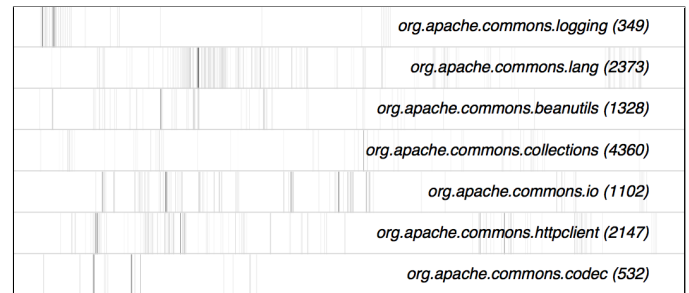 org.apache.commons.logging (349)
org.apache.commons.lang (2373)
org.apache.commons.beanutils (1328)
org.apache.commons.collections (4360)
org.apache.commons.io (1102)
org.apache.commons.httpclient (2147)
org.apache.commons.codec (532)